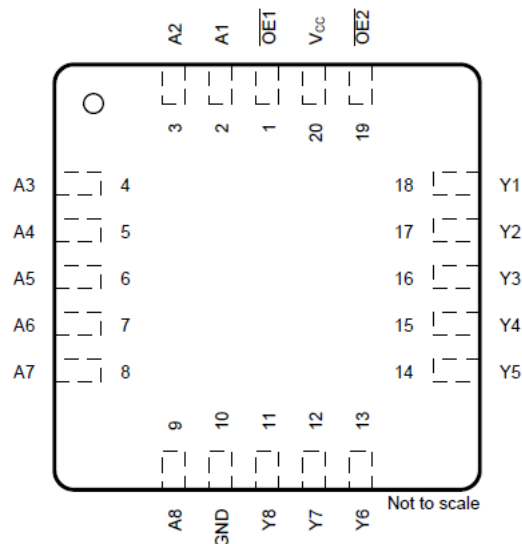 A2 A1 O̅E̅1̅ Vcc O̅E̅2̅
3 2 1 20 19
A3 4 18 Y1
A4 5 17 Y2
A5 6 16 Y3
A6 7 15 Y4
A7 8 14 Y5
9 10 11 12 13
A8 GND Y8 Y7 Y6
Not to scale